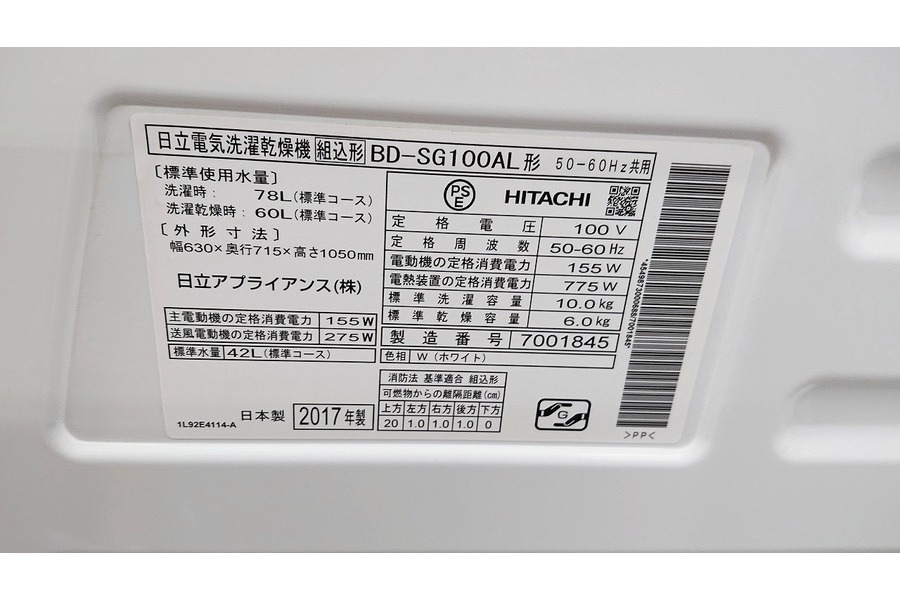 日立電気洗濯乾燥機 組込形 BD-SG100AL形 50-60Hz共用
〔標準使用水量〕
洗濯時: 78L(標準コース)
洗濯乾燥時: 60L(標準コース)
〔外形寸法〕
幅630×奥行715×高さ1050mm
日立アプライアンス(株)
主電動機の定格消費電力 155W
送風電動機の定格消費電力 275W
標準水量 42L(標準コース)
日本製 2017年製
1L92E4114-A
PSE HITACHI
定格電圧 100V
定格周波数 50-60Hz
電動機の定格消費電力 155W
電熱装置の定格消費電力 775W
標準洗濯容量 10.0kg
標準乾燥容量 6.0kg
製造番号 7001845
色相 W(ホワイト)
消防法 基準適合 組込形
可燃物からの離隔距離(cm)
上方 左方 右方 後方 下方
20 1.0 1.0 1.0 0
G
>PP<